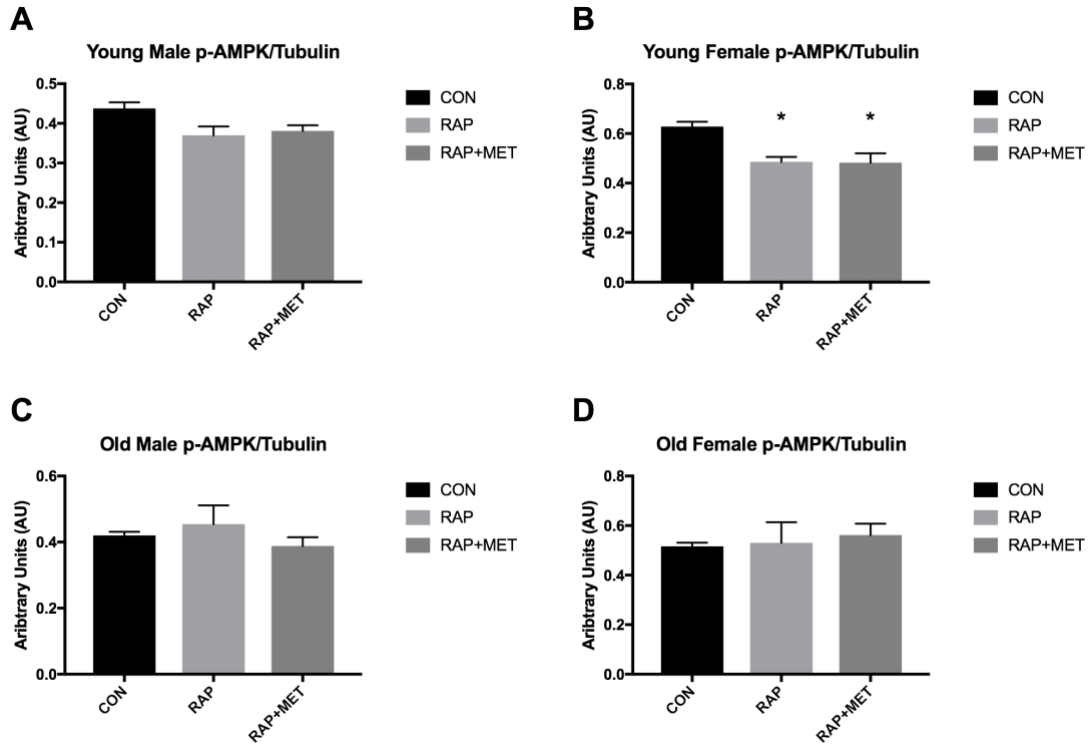 A
Young Male p-AMPK/Tubulin
Aribtrary Units (AU)
0.5
0.4
0.3
0.2
0.1
0.0
CON
RAP
RAP+MET
CON
RAP
RAP+MET
B
Young Female p-AMPK/Tubulin
Aribtrary Units (AU)
0.8
0.6
0.4
0.2
0.0
* *
CON
RAP
RAP+MET
CON
RAP
RAP+MET
C
Old Male p-AMPK/Tubulin
Aribtrary Units (AU)
0.6
0.4
0.2
0.0
CON
RAP
RAP+MET
CON
RAP
RAP+MET
D
Old Female p-AMPK/Tubulin
Aribtrary Units (AU)
0.8
0.6
0.4
0.2
0.0
CON
RAP
RAP+MET
CON
RAP
RAP+MET